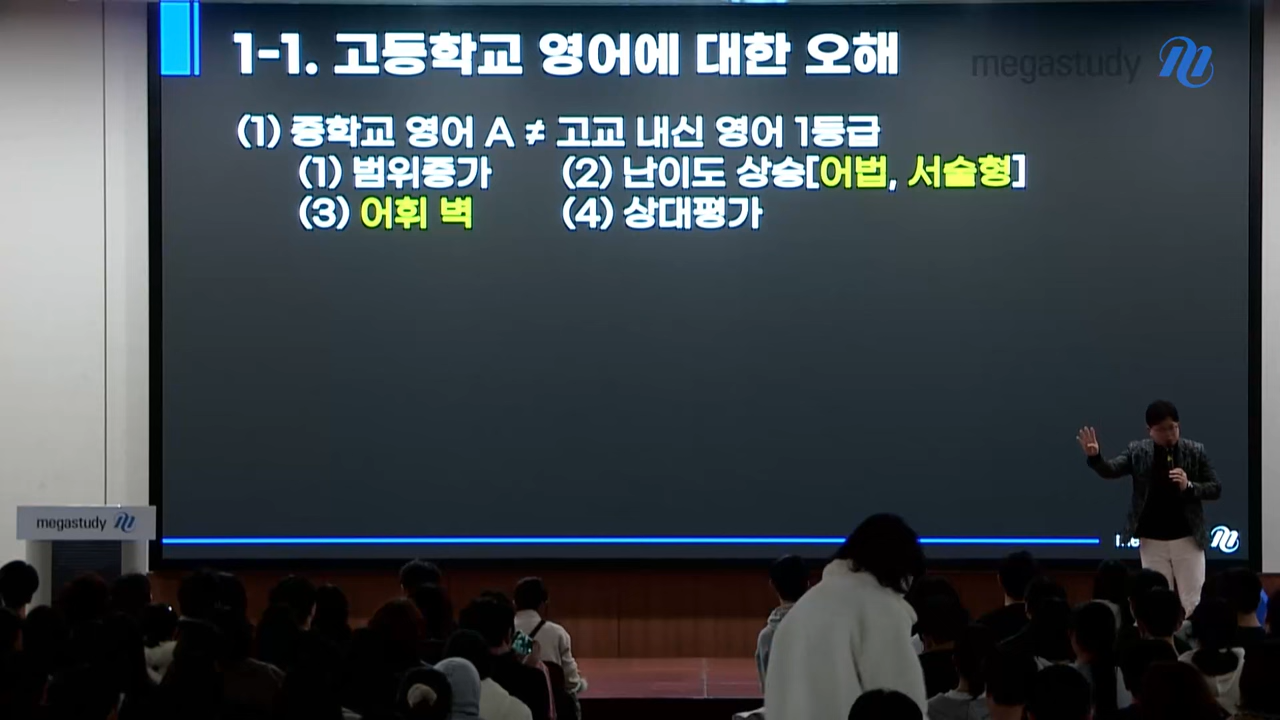 1-1. 고등학교 영어에 대한 오해
megastudy
(1) 중학교 영어 A ≠ 고교 내신 영어 1등급
(1) 범위증가 (2) 난이도 상승[어법, 서술형]
(3) 어휘 벽 (4) 상대평가
megastudy